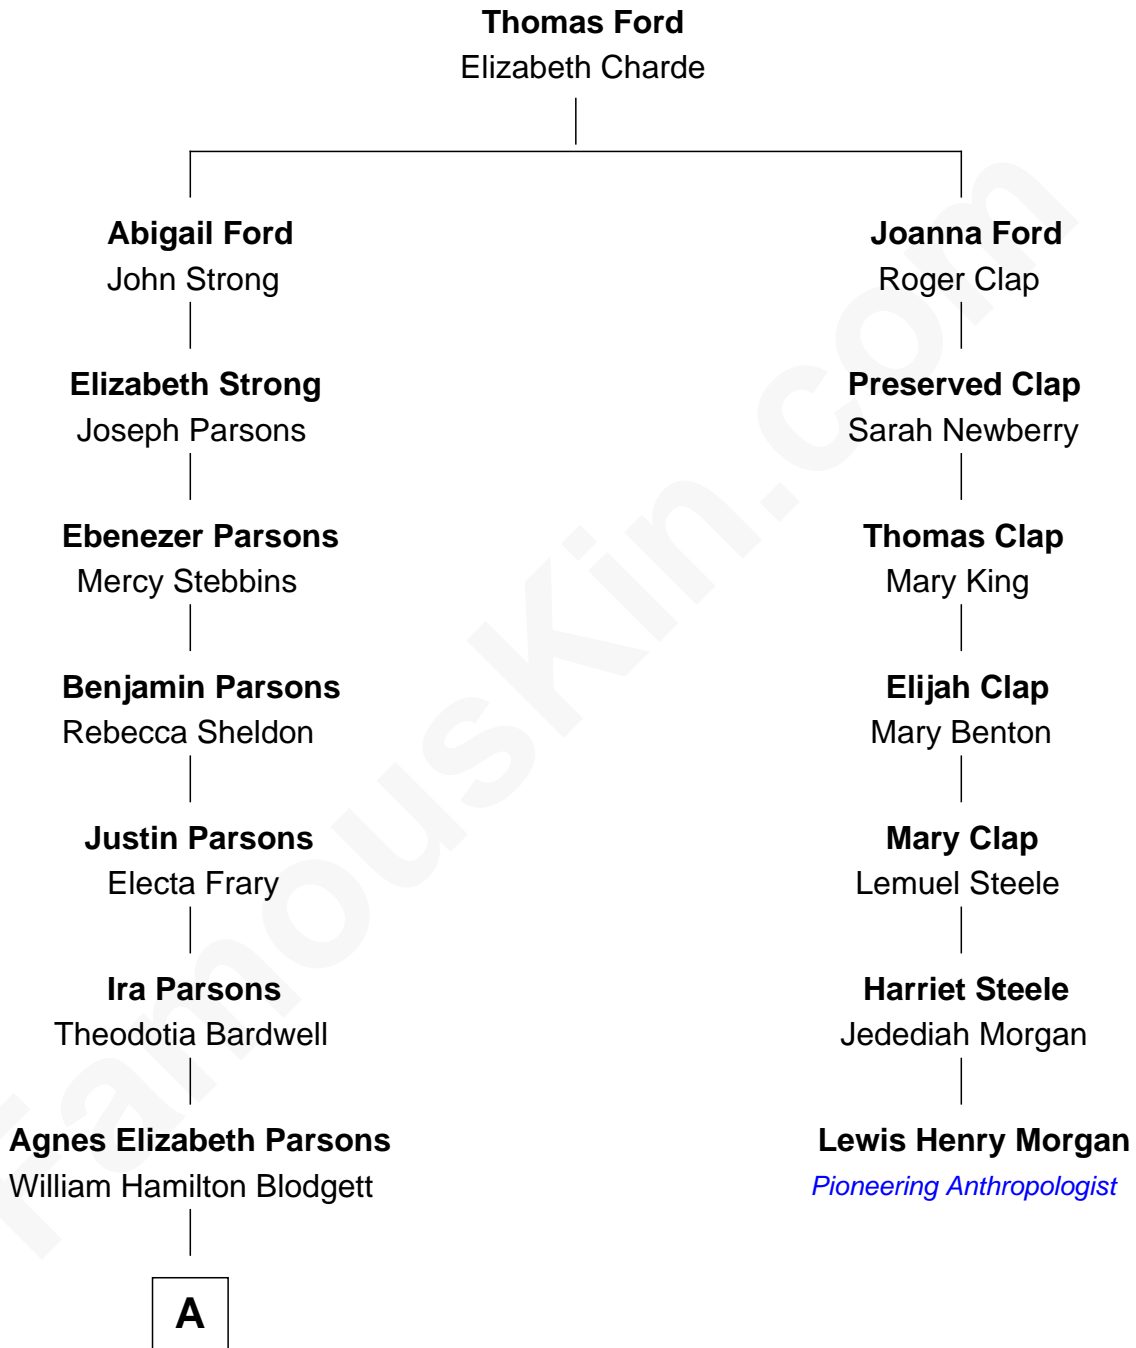 Thomas Ford
Elizabeth Charde
Abigail Ford
John Strong
Joanna Ford
Roger Clap
Elizabeth Strong
Joseph Parsons
Preserved Clap
Sarah Newberry
Ebenezer Parsons
Mercy Stebbins
Thomas Clap
Mary King
Benjamin Parsons
Rebecca Sheldon
Elijah Clap
Mary Benton
Justin Parsons
Electa Frary
Mary Clap
Lemuel Steele
Ira Parsons
Theodotia Bardwell
Harriet Steele
Jedediah Morgan
Agnes Elizabeth Parsons
William Hamilton Blodgett
Lewis Henry Morgan
Pioneering Anthropologist
A
FamousKin.com